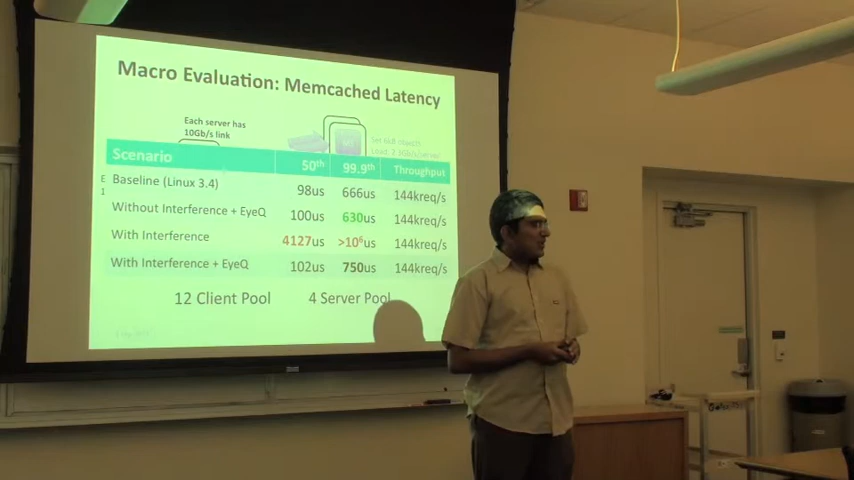 Macro Evaluation: Memcached Latency
Each server has
10Gb/s link
Scenario 50th 99.9th Throughput
Baseline (Linux 3.4) 98us 666us 144kreq/s
Without Interference + EyeQ 100us 630us 144kreq/s
With Interference 4127us >10⁶us 144kreq/s
With Interference + EyeQ 102us 750us 144kreq/s
12 Client Pool 4 Server Pool